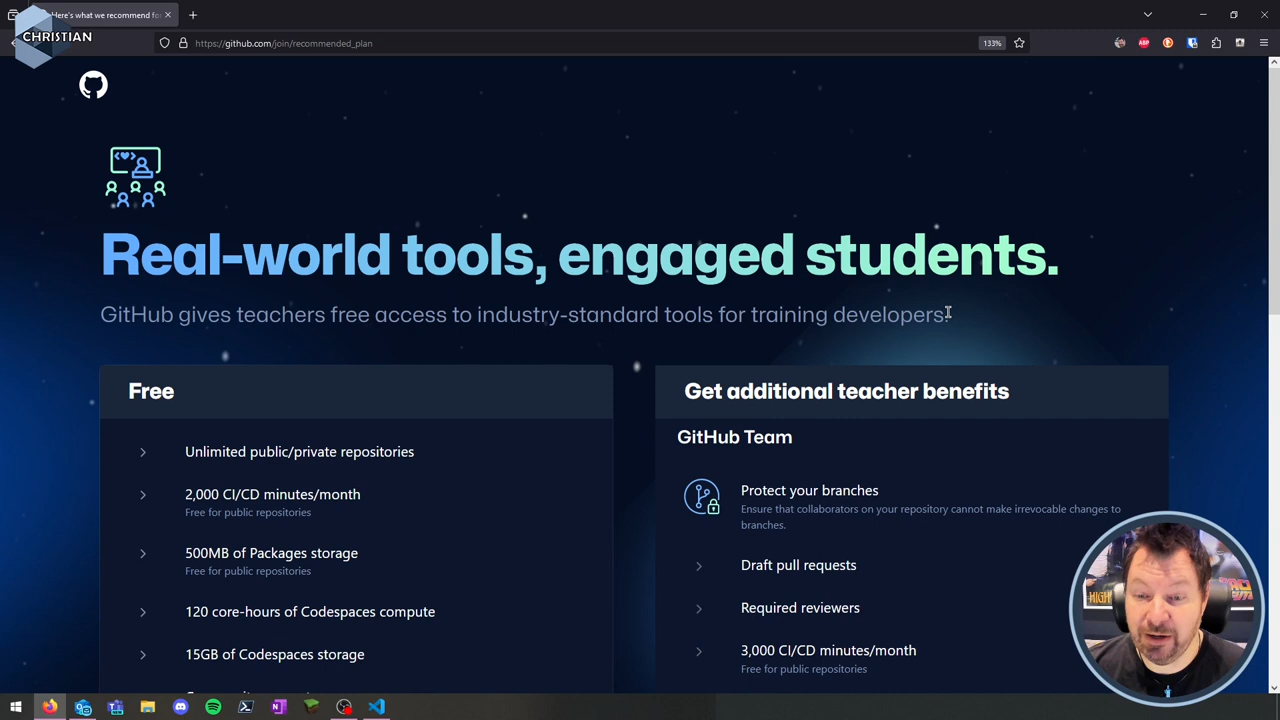 Here's what we recommend for
CHRISTIAN
https://github.com/join/recommended_plan
133%
Real-world tools, engaged students.
GitHub gives teachers free access to industry-standard tools for training developers.
Free
Unlimited public/private repositories
2,000 CI/CD minutes/month
Free for public repositories
500MB of Packages storage
Free for public repositories
120 core-hours of Codespaces compute
15GB of Codespaces storage
Get additional teacher benefits
GitHub Team
Protect your branches
Ensure that collaborators on your repository cannot make irrevocable changes to
branches.
Draft pull requests
Required reviewers
3,000 CI/CD minutes/month
Free for public repositories